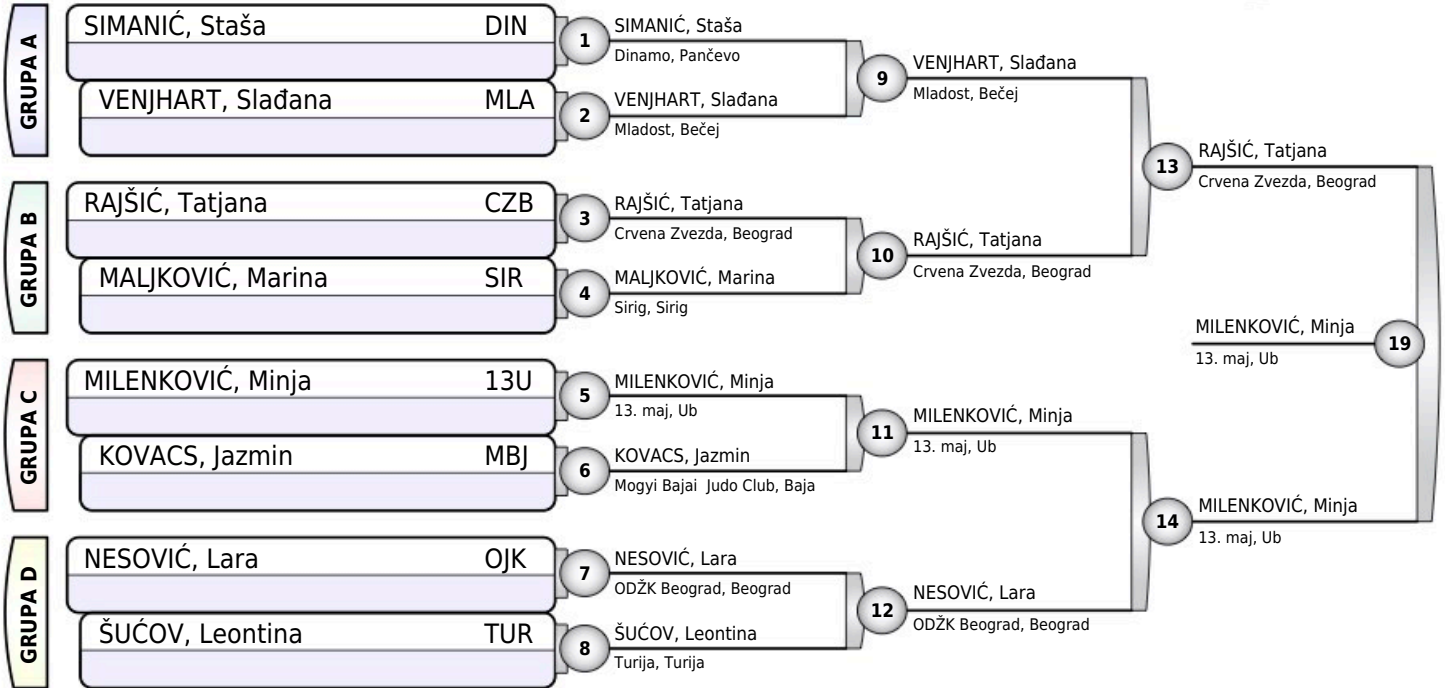 GRUPA A
SIMANIĆ, Staša DIN
VENJHART, Slađana MLA
1
SIMANIĆ, Staša
Dinamo, Pančevo
2
VENJHART, Slađana
Mladost, Bečej
9
VENJHART, Slađana
Mladost, Bečej
GRUPA B
RAJŠIĆ, Tatjana CZB
MALJKOVIĆ, Marina SIR
3
RAJŠIĆ, Tatjana
Crvena Zvezda, Beograd
4
MALJKOVIĆ, Marina
Sirig, Sirig
10
RAJŠIĆ, Tatjana
Crvena Zvezda, Beograd
13
RAJŠIĆ, Tatjana
Crvena Zvezda, Beograd
GRUPA C
MILENKOVIĆ, Minja 13U
KOVACS, Jazmin MBJ
5
MILENKOVIĆ, Minja
13. maj, Ub
6
KOVACS, Jazmin
Mogyi Bajai Judo Club, Baja
11
MILENKOVIĆ, Minja
13. maj, Ub
GRUPA D
NESOVIĆ, Lara OJK
ŠUĆOV, Leontina TUR
7
NESOVIĆ, Lara
ODŽK Beograd, Beograd
8
ŠUĆOV, Leontina
Turija, Turija
12
NESOVIĆ, Lara
ODŽK Beograd, Beograd
14
MILENKOVIĆ, Minja
13. maj, Ub
MILENKOVIĆ, Minja
13. maj, Ub
19